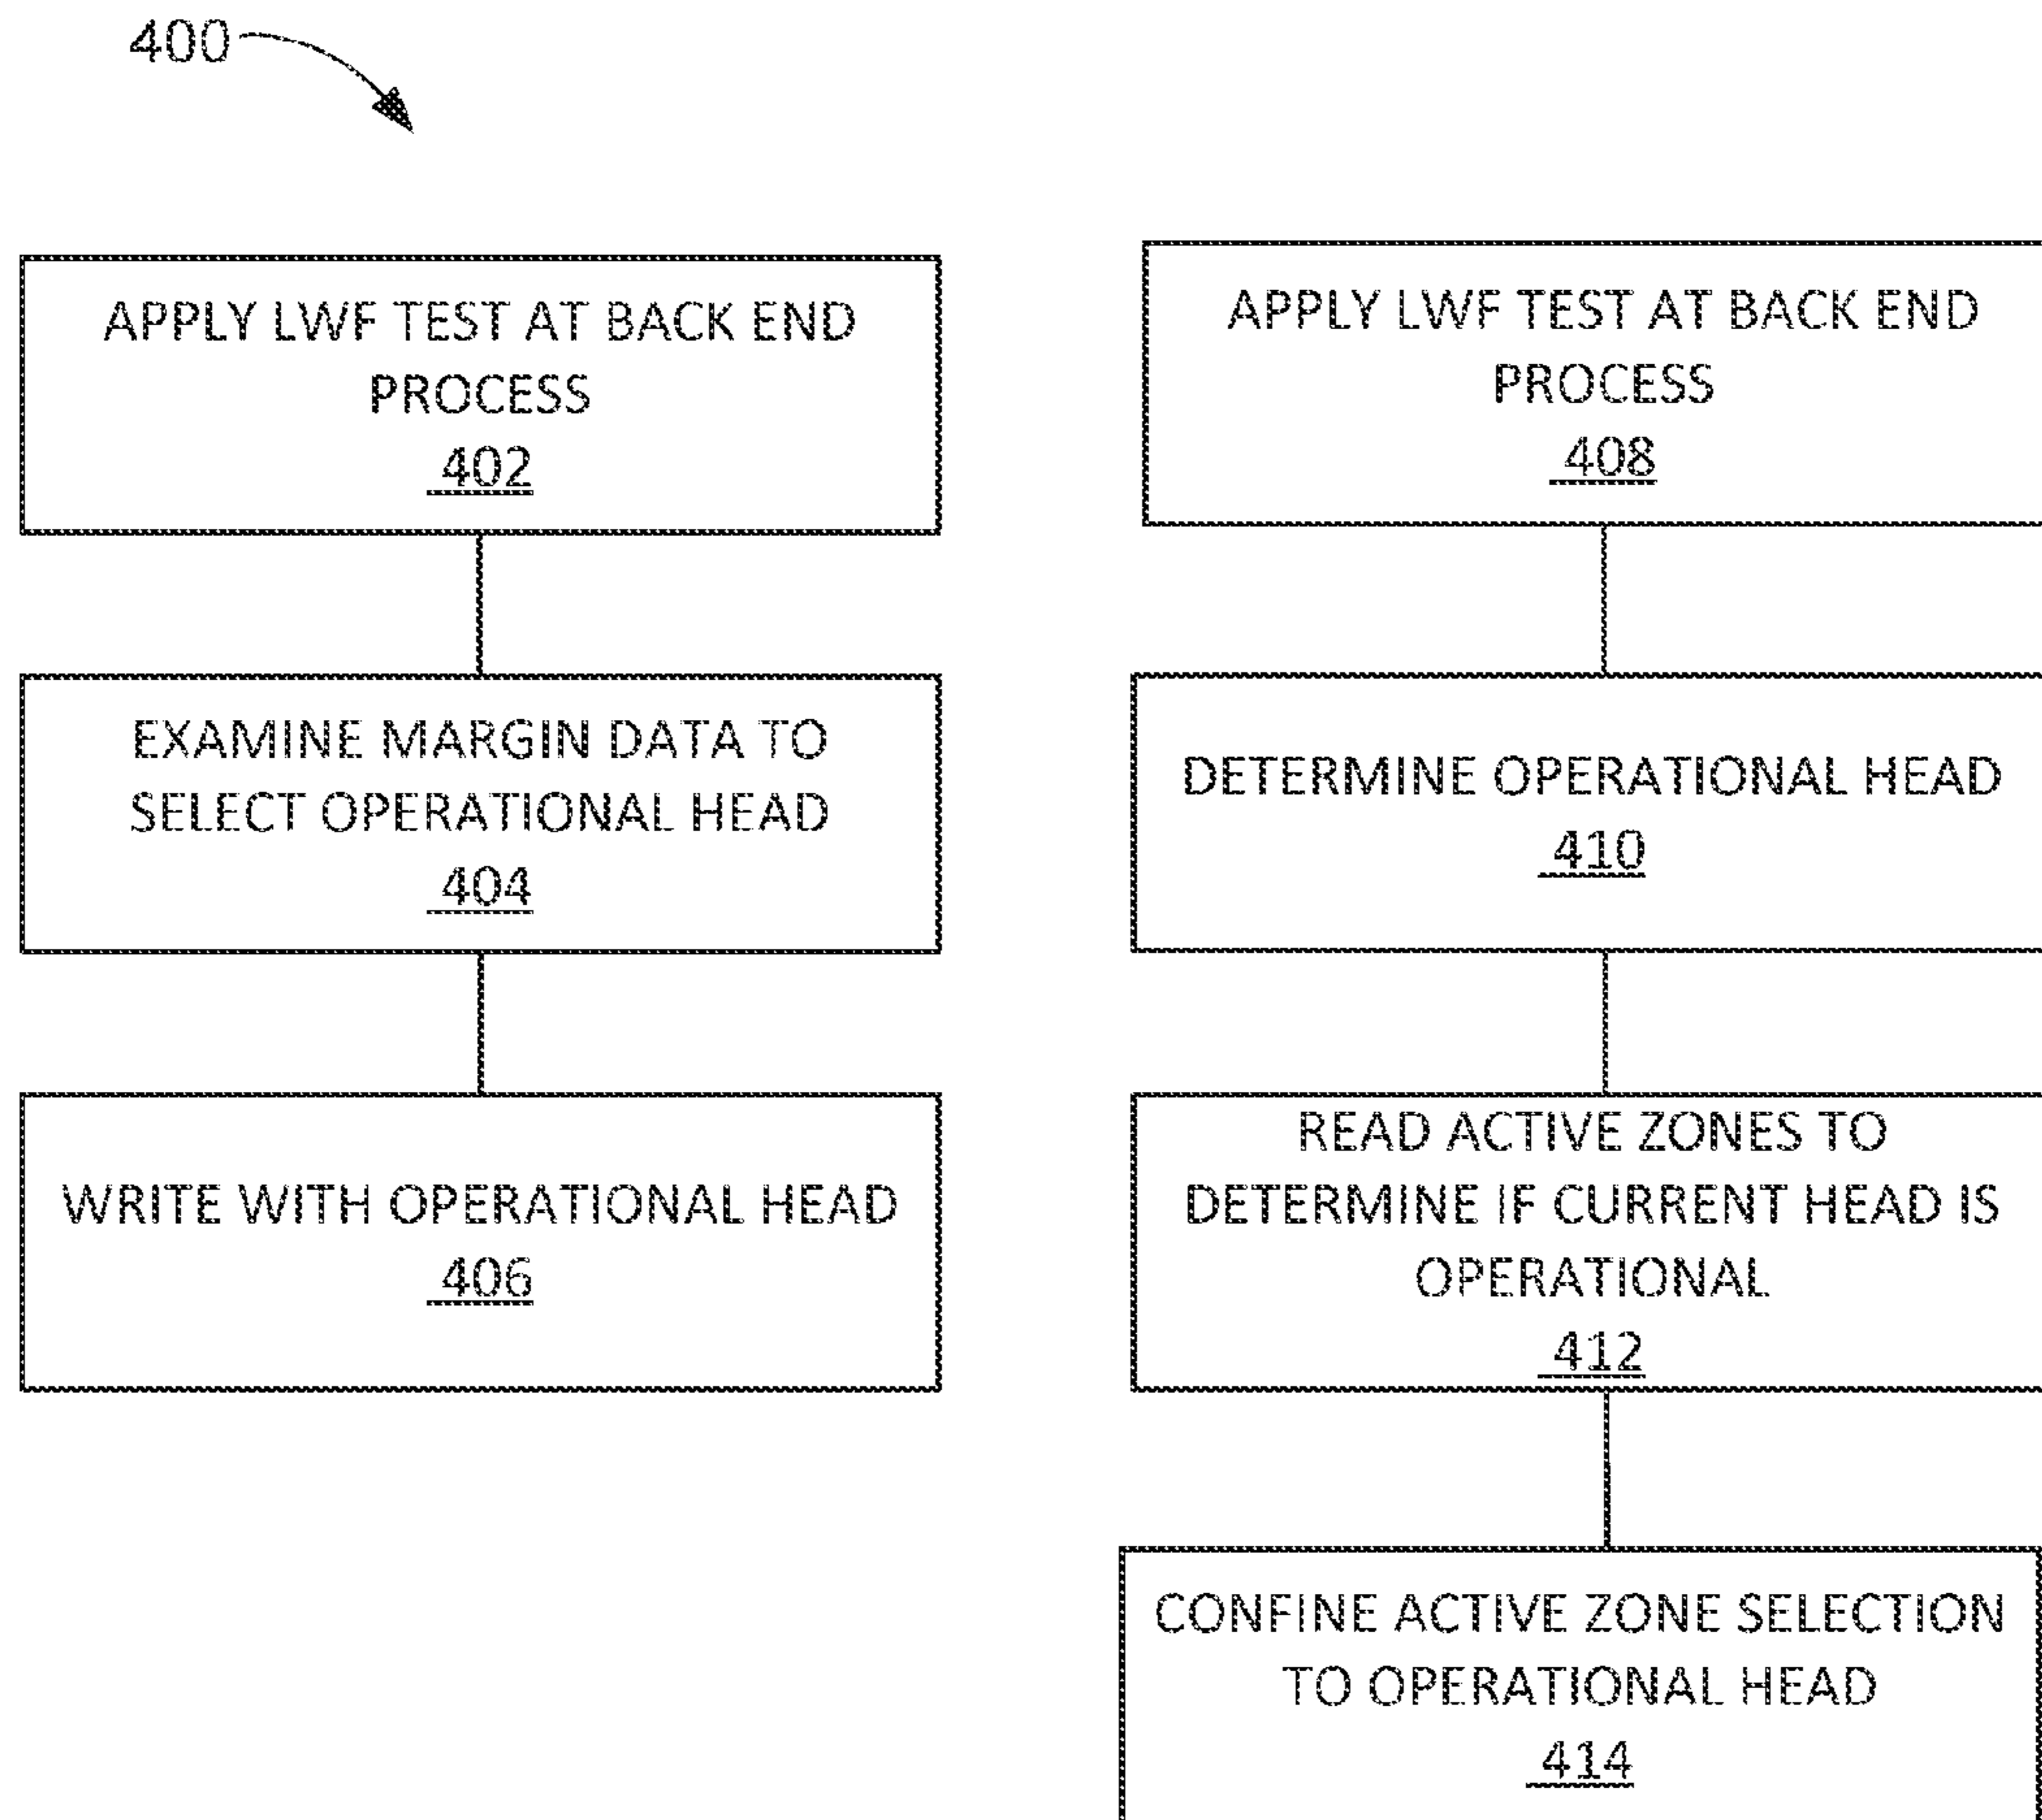 400
APPLY LWF TEST AT BACK END
PROCESS
402
EXAMINE MARGIN DATA TO
SELECT OPERATIONAL HEAD
404
WRITE WITH OPERATIONAL HEAD
406
APPLY LWF TEST AT BACK END
PROCESS
408
DETERMINE OPERATIONAL HEAD
410
READ ACTIVE ZONES TO
DETERMINE IF CURRENT HEAD IS
OPERATIONAL
412
CONFINE ACTIVE ZONE SELECTION
TO OPERATIONAL HEAD
414